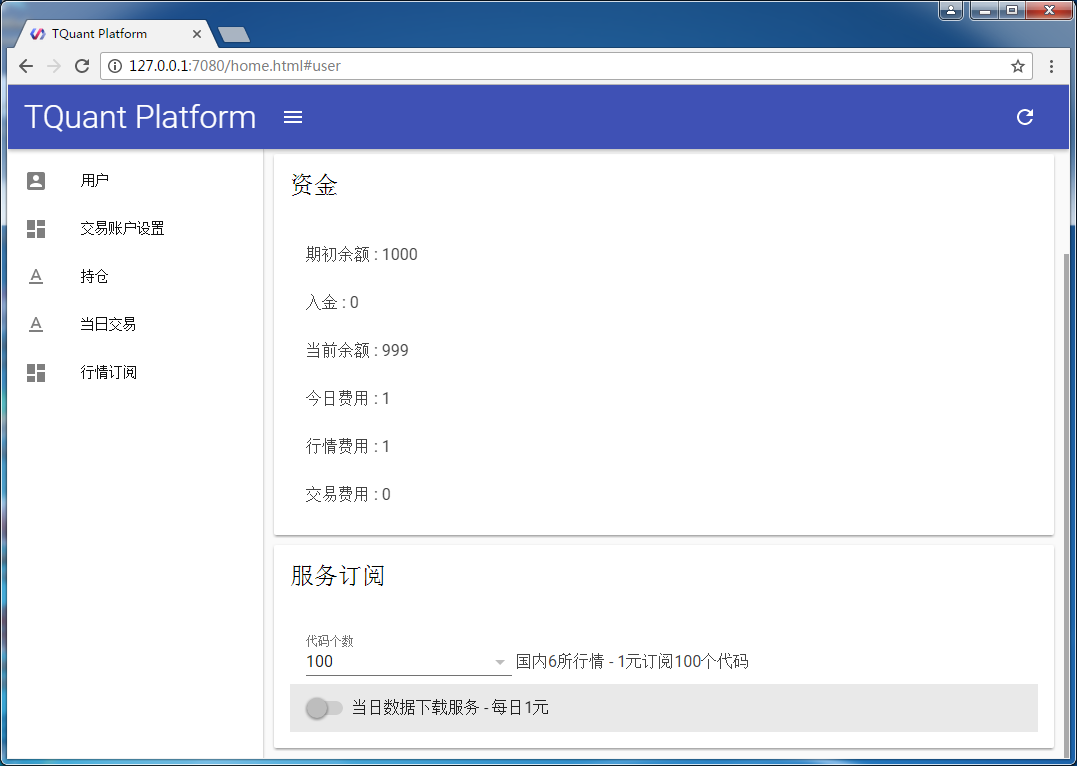 TQuant Platform
127.0.0.1:7080/home.html#user
TQuant Platform
用户
交易账户设置
持仓
当日交易
行情订阅
资金
期初余额 : 1000
入金 : 0
当前余额 : 999
今日费用 : 1
行情费用 : 1
交易费用 : 0
服务订阅
代码个数
100
国内6所行情 - 1元订阅100个代码
当日数据下载服务 - 每日1元